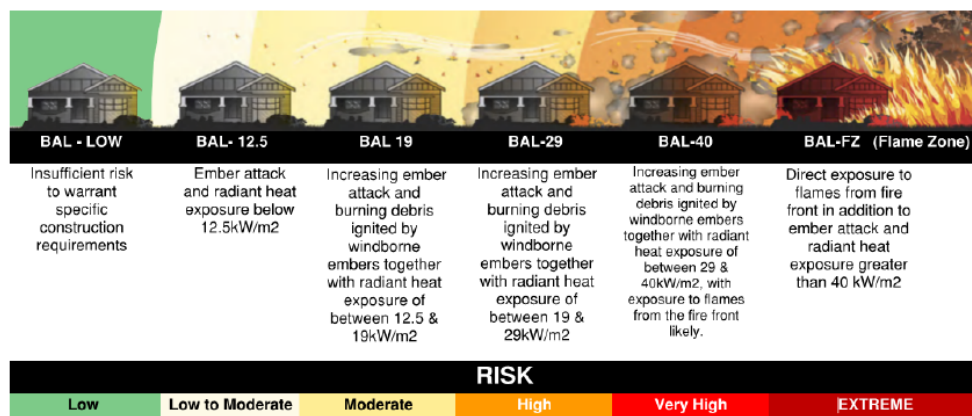 BAL - LOW
BAL- 12.5
BAL 19
BAL-29
BAL-40
BAL-FZ (Flame Zone)
Insufficient risk
to warrant
specific
construction
requirements
Ember attack
and radiant heat
exposure below
12.5kW/m2
Increasing ember
attack and
burning debris
ignited by
windborne
embers together
with radiant heat
exposure of
between 12.5 &
19kW/m2
Increasing ember
attack and
burning debris
ignited by
windborne
embers together
with radiant heat
exposure of
between 19 &
29kW/m2
Increasing ember
attack and burning
debris ignited by
windborne embers
together with radiant
heat exposure of
between 29 &
40kW/m2, with
exposure to flames
from the fire front
likely.
Direct exposure to
flames from fire
front in addition to
ember attack and
radiant heat
exposure greater
than 40 kW/m2
RISK
Low
Low to Moderate
Moderate
High
Very High
EXTREME